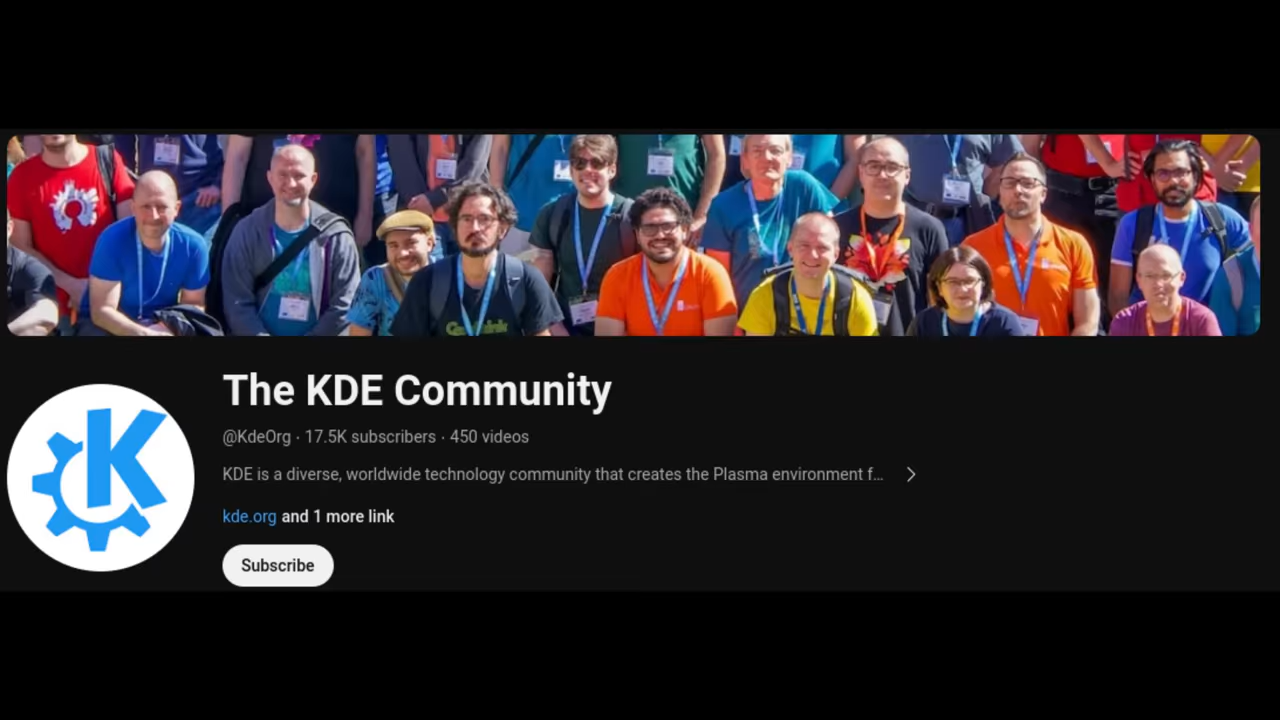 The KDE Community
@KdeOrg · 17.5K subscribers · 450 videos
KDE is a diverse, worldwide technology community that creates the Plasma environment f...
kde.org and 1 more link
Subscribe